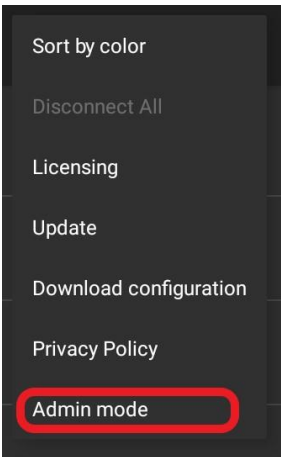 Sort by color
Disconnect All
Licensing
Update
Download configuration
Privacy Policy
Admin mode